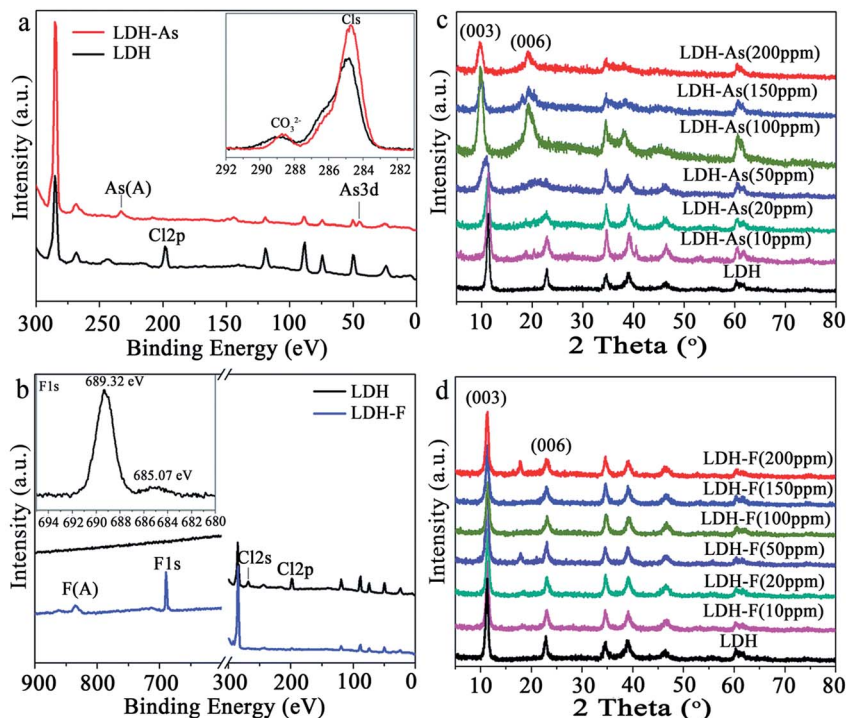 a
LDH-As
LDH
Cls
CO₃²⁻
292 290 288 286 284 282
As(A)
Cl2p
As3d
Intensity (a.u.)
300 250 200 150 100 50 0
Binding Energy (eV)
b
F1s
689.32 eV
685.07 eV
694 692 690 688 686 684 682 680
LDH
LDH-F
F(A)
F1s
Cl2s
Cl2p
Intensity (a.u.)
900 800 700 300 200 100 0
Binding Energy (eV)
c
(003)
(006)
LDH-As(200ppm)
LDH-As(150ppm)
LDH-As(100ppm)
LDH-As(50ppm)
LDH-As(20ppm)
LDH-As(10ppm)
LDH
Intensity (a.u.)
10 20 30 40 50 60 70 80
2 Theta (°)
d
(003)
(006)
LDH-F(200ppm)
LDH-F(150ppm)
LDH-F(100ppm)
LDH-F(50ppm)
LDH-F(20ppm)
LDH-F(10ppm)
LDH
Intensity (a.u.)
10 20 30 40 50 60 70 80
2 Theta (°)